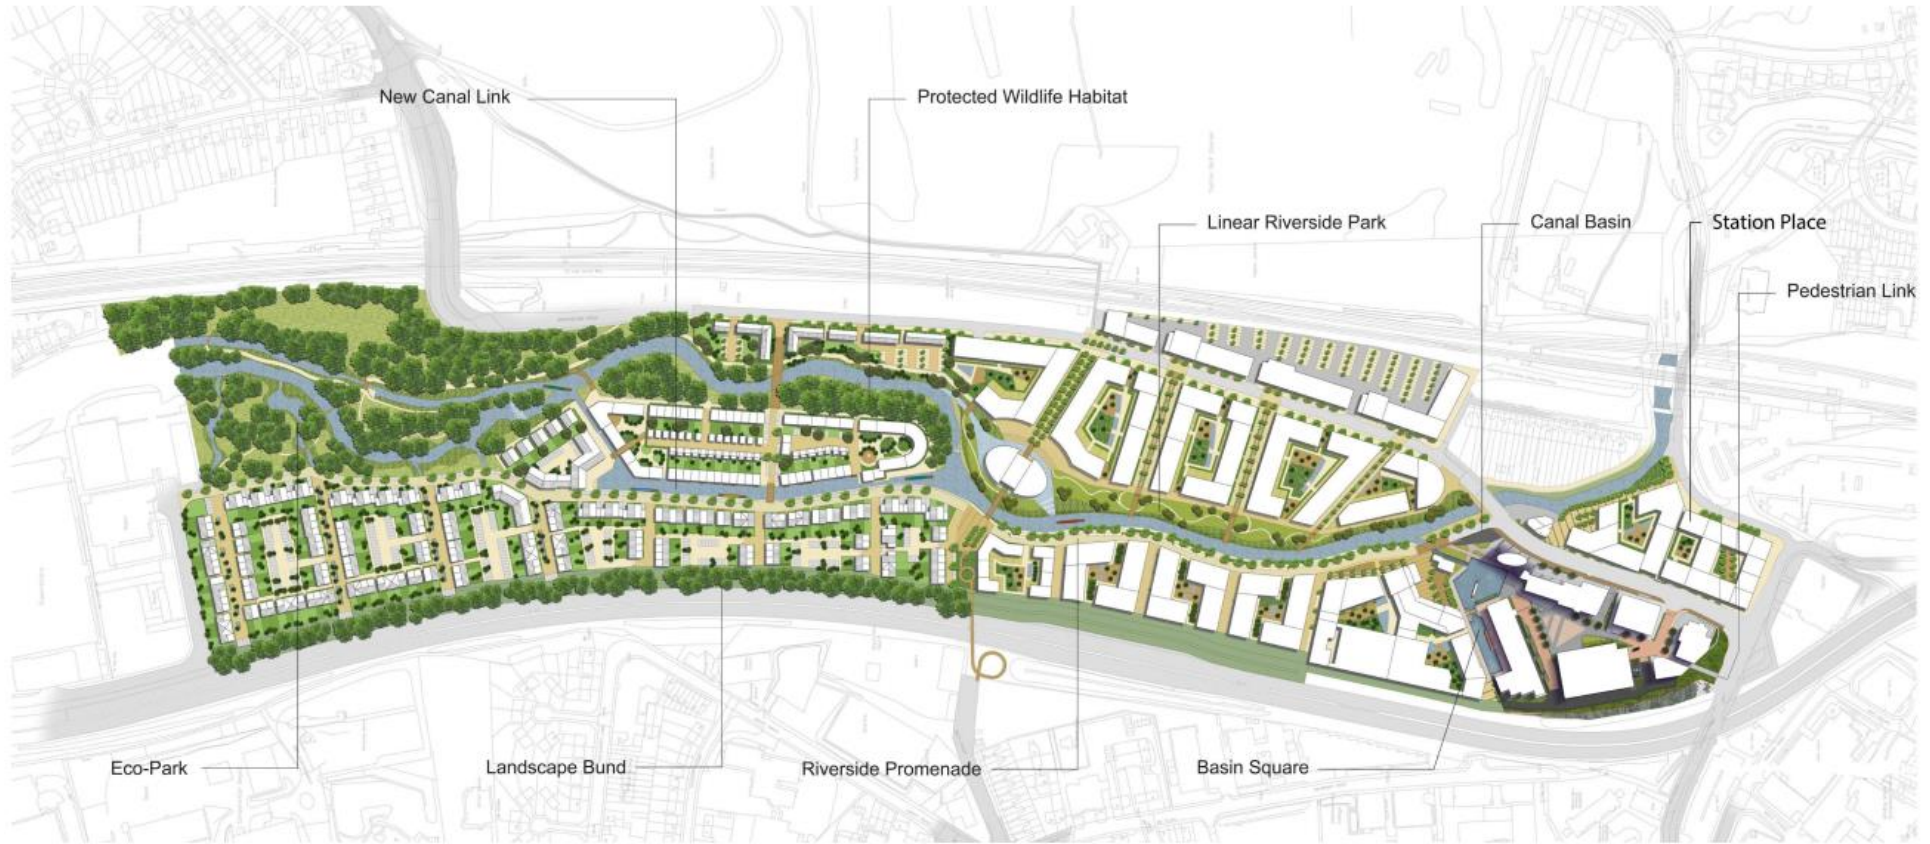 New Canal Link
Protected Wildlife Habitat
Linear Riverside Park
Canal Basin
Station Place
Pedestrian Link
Eco-Park
Landscape Bund
Riverside Promenade
Basin Square